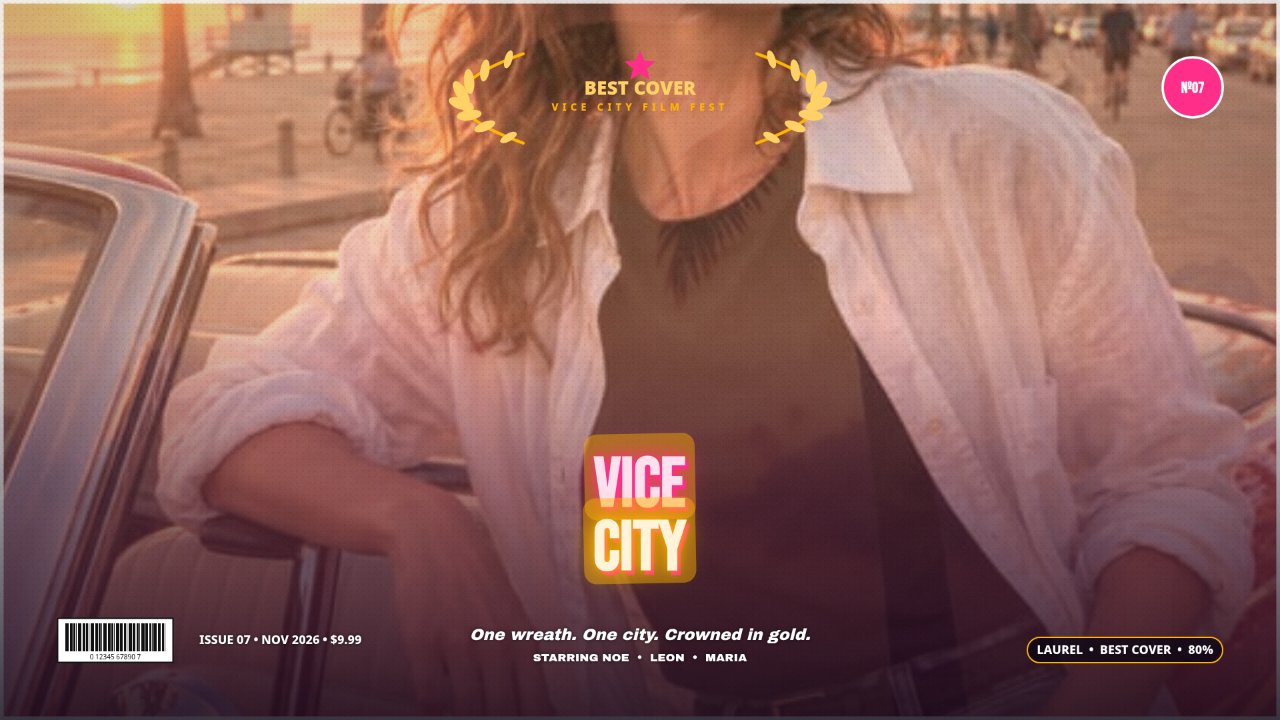 BEST COVER
VICE CITY FILM FEST
Nº07
VICE
CITY
One wreath. One city. Crowned in gold.
STARRING NOE • LEON • MARIA
ISSUE 07 • NOV 2026 • $9.99
0 12345 67890 7
LAUREL • BEST COVER • 80%